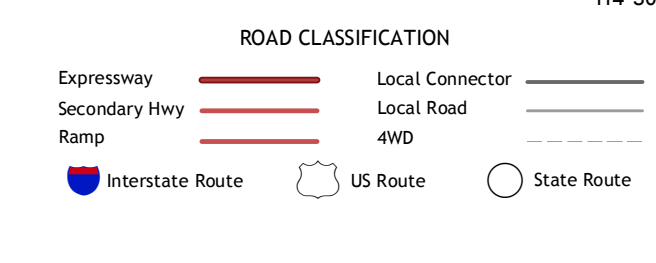 ROAD CLASSIFICATION
Expressway
Local Connector
Secondary Hwy
Local Road
Ramp
4WD
Interstate Route
US Route
State Route